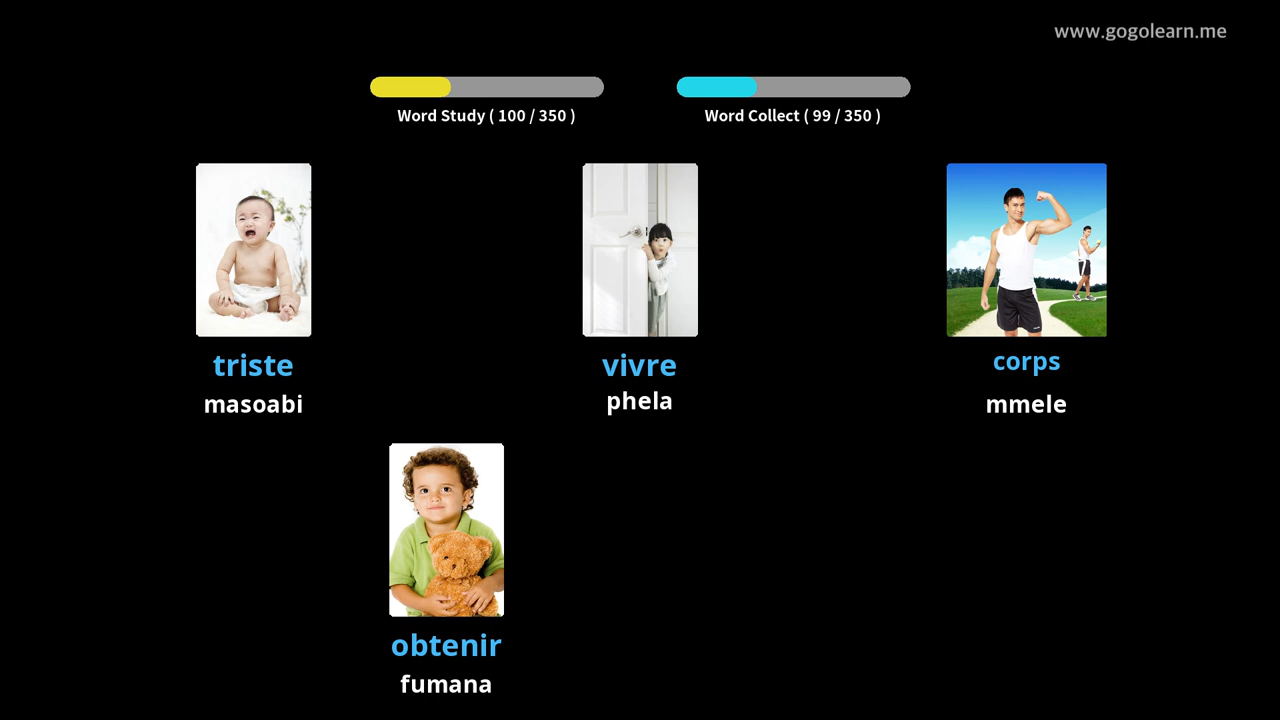 www.gogolearn.me
Word Study ( 100 / 350 )
Word Collect ( 99 / 350 )
triste
masoabi
vivre
phela
corps
mmele
obtenir
fumana